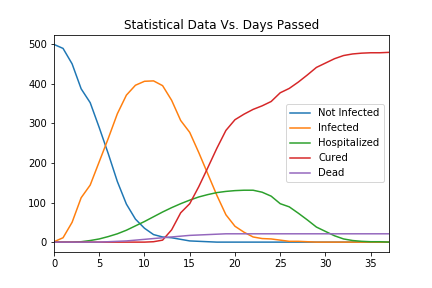 Statistical Data Vs. Days Passed
500
400
300
200
100
0
Not Infected
Infected
Hospitalized
Cured
Dead
0 5 10 15 20 25 30 35